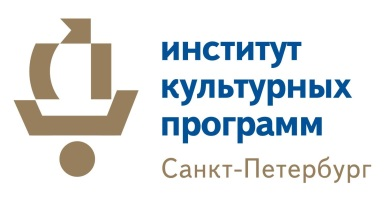 институт
культурных
программ
Санкт-Петербург